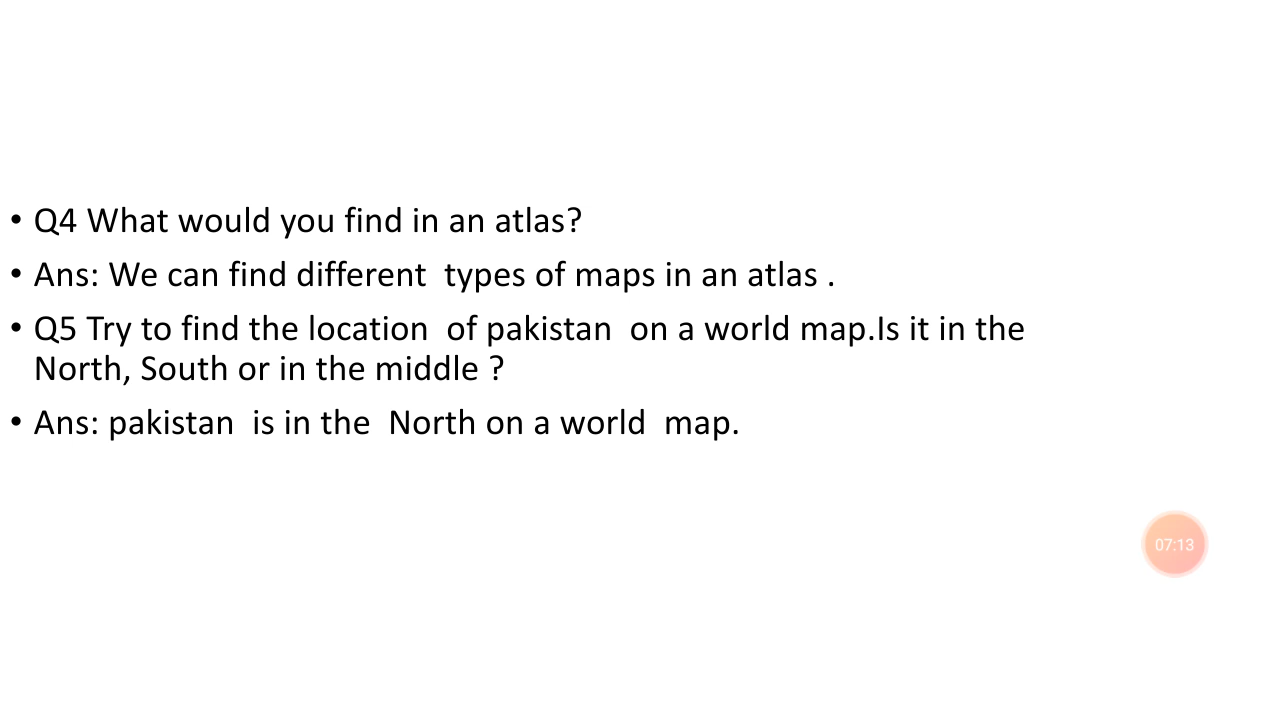 • Q4 What would you find in an atlas?
• Ans: We can find different  types of maps in an atlas .
• Q5 Try to find the location  of pakistan  on a world map.Is it in the
North, South or in the middle ?
• Ans: pakistan  is in the  North on a world  map.
07:13